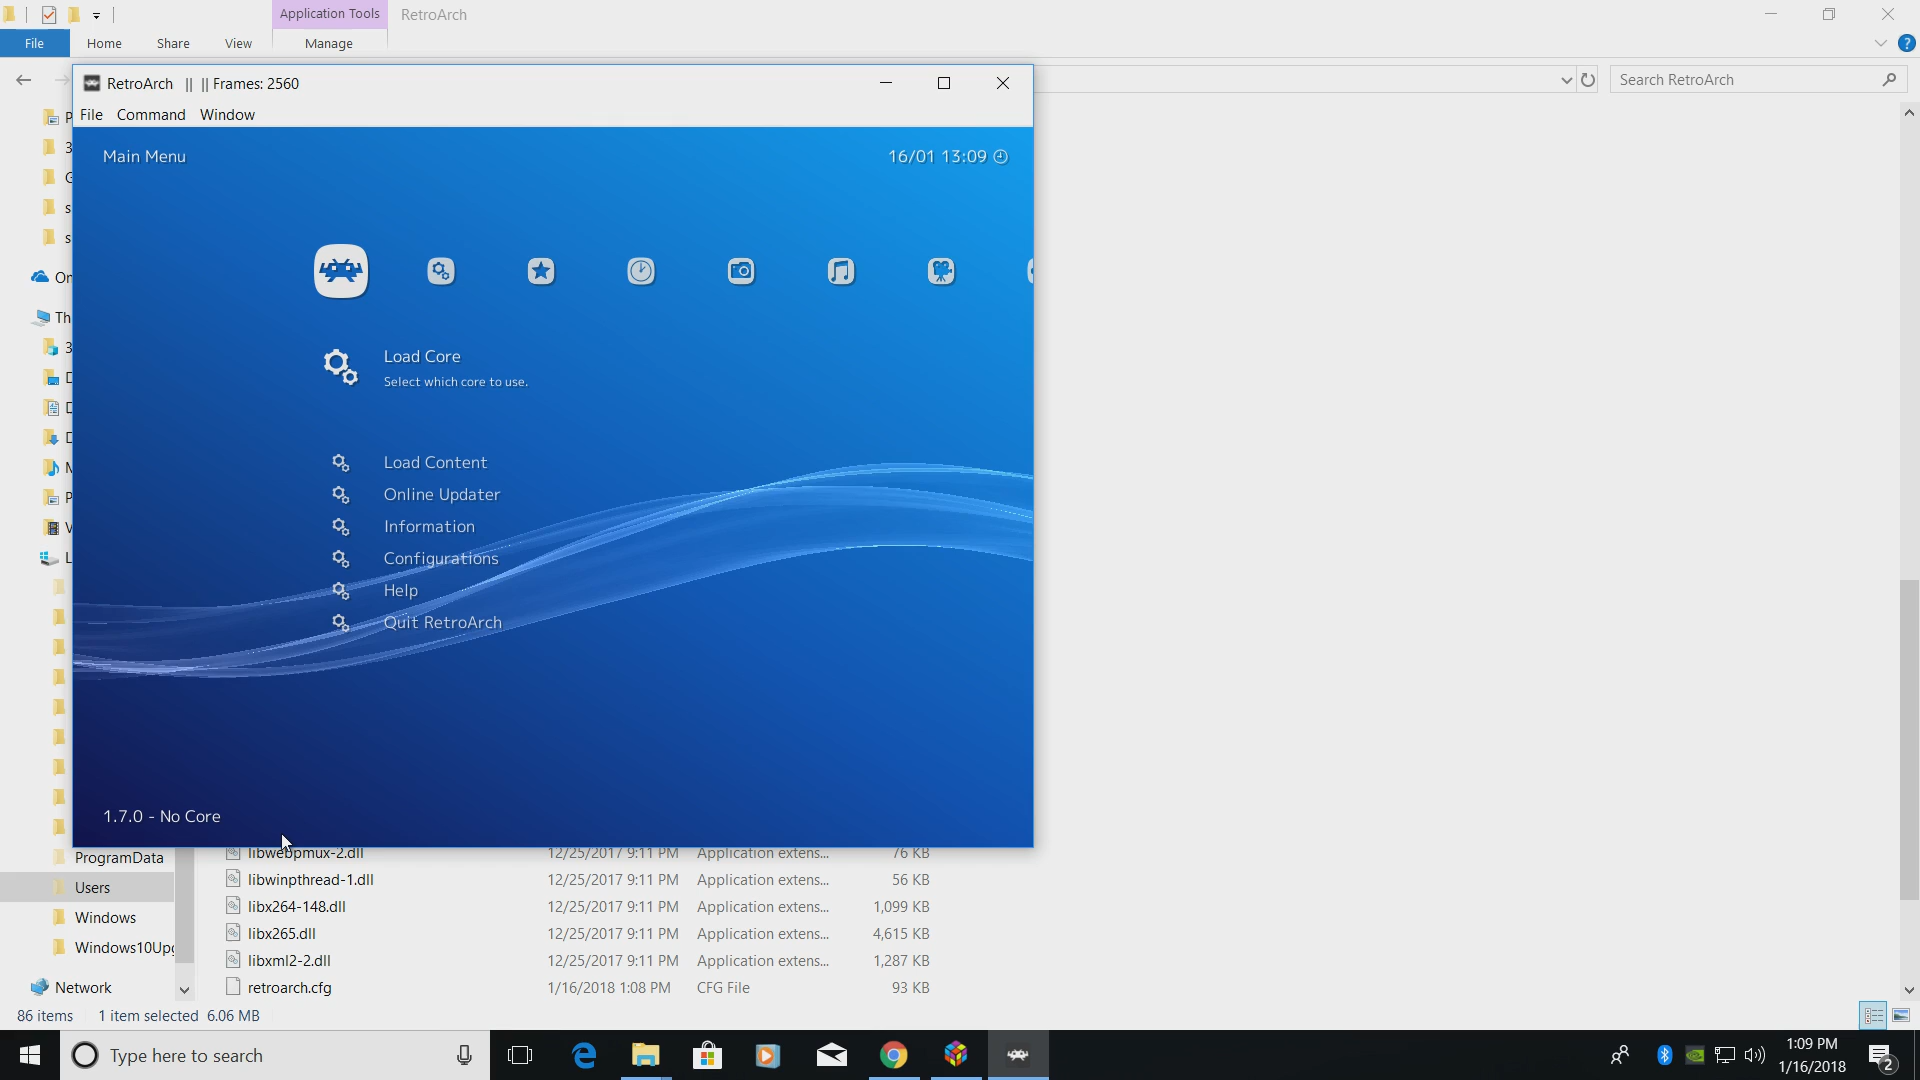 Application Tools
RetroArch
File
Home
Share
View
Manage
RetroArch || || Frames: 2560
Search RetroArch
File
Command
Window
Main Menu
16/01 13:09
Load Core
Select which core to use.
Load Content
Online Updater
Information
Configurations
Help
Quit RetroArch
1.7.0 - No Core
libwebpmux-2.dll 12/25/2017 9:11 PM Application extens... 76 KB
ProgramData
libwinpthread-1.dll 12/25/2017 9:11 PM Application extens... 56 KB
Users
libx264-148.dll 12/25/2017 9:11 PM Application extens... 1,099 KB
Windows
libx265.dll 12/25/2017 9:11 PM Application extens... 4,615 KB
Windows10Upg
libxml2-2.dll 12/25/2017 9:11 PM Application extens... 1,287 KB
Network
retroarch.cfg 1/16/2018 1:08 PM CFG File 93 KB
86 items
1 item selected 6.06 MB
Type here to search
1:09 PM
1/16/2018
2